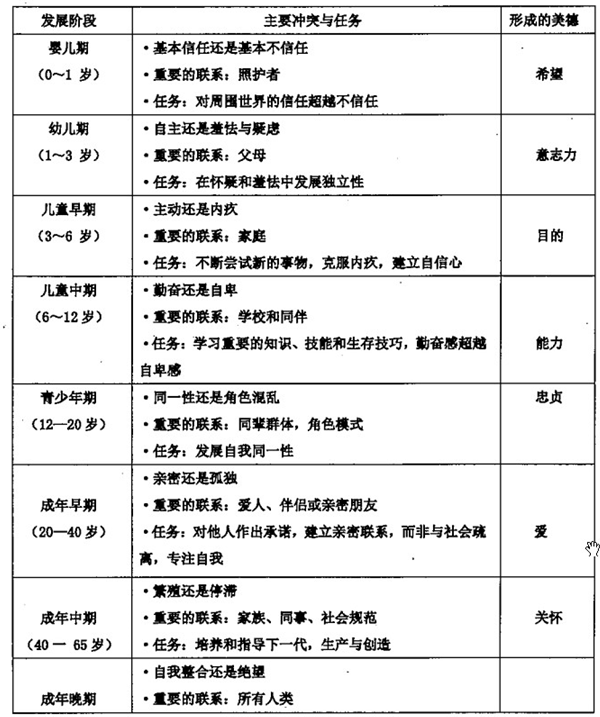 发展阶段 主要冲突与任务 形成的美德
婴儿期
（0～1 岁）
·基本信任还是基本不信任
·重要的联系：照护者
·任务：对周围世界的信任超越不信任
希望
幼儿期
（1～3 岁）
·自主还是羞怯与疑虑
·重要的联系：父母
·任务：在怀疑和羞怯中发展独立性
意志力
儿童早期
（3～6 岁）
·主动还是内疚
·重要的联系：家庭
·任务：不断尝试新的事物，克服内疚，建立自信心
目的
儿童中期
（6～12岁）
·勤奋还是自卑
·重要的联系：学校和同伴
·任务：学习重要的知识、技能和生存技巧，勤奋感超越
自卑感
能力
青少年期
（12—20 岁）
·同一性还是角色混乱
·重要的联系：同辈群体，角色模式
·任务：发展自我同一性
忠贞
成年早期
（20—40 岁）
·亲密还是孤独
·重要的联系：爱人、伴侣或亲密朋友
·任务：对他人作出承诺，建立亲密联系，而非与社会疏
离，专注自我
爱
成年中期
（40 一 65 岁）
·繁殖还是停滞
·重要的联系：家族、同事、社会规范
·任务：培养和指导下一代，生产与创造
关怀
成年晚期
·自我整合还是绝望
·重要的联系：所有人类